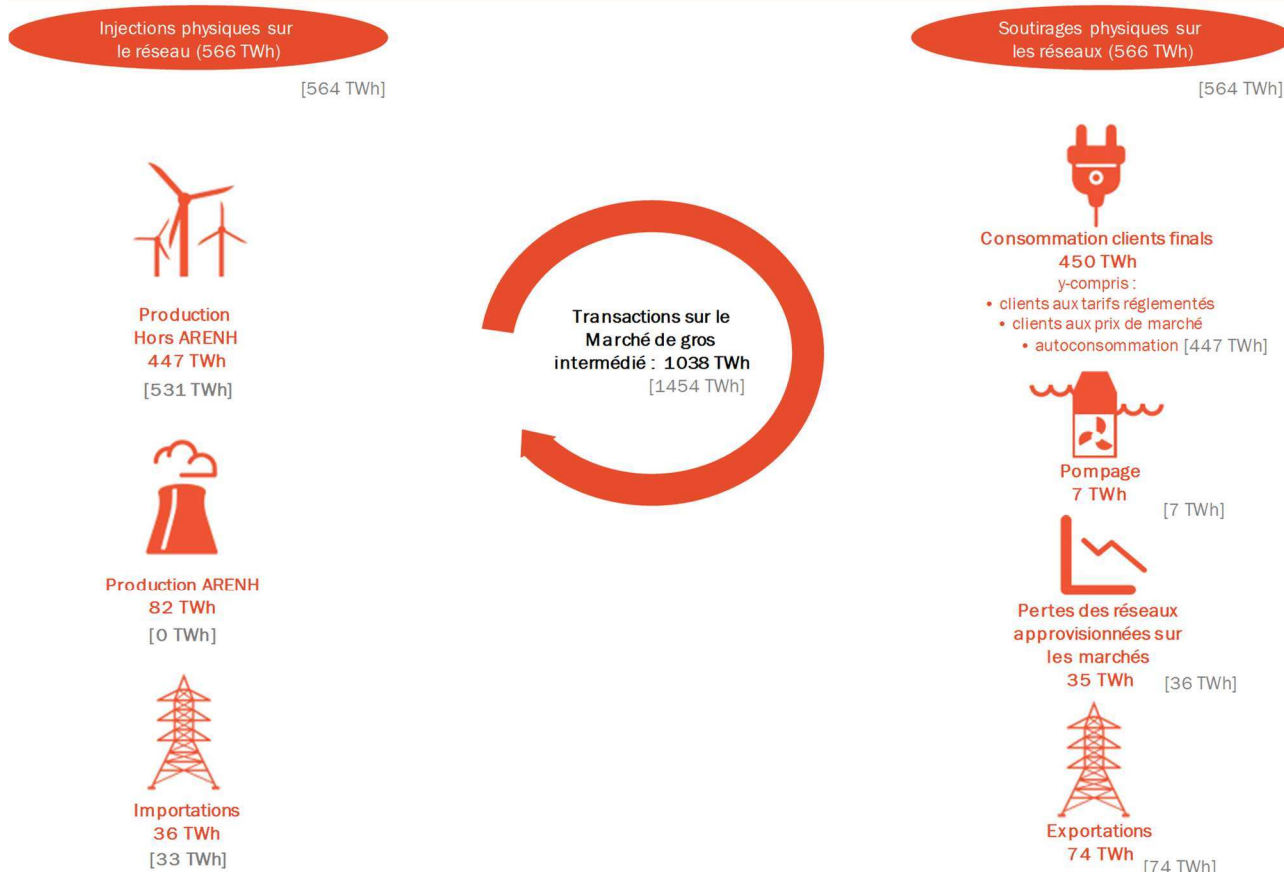 Injections physiques sur
le réseau (566 TWh)
[564 TWh]
Production
Hors ARENH
447 TWh
[531 TWh]
Production ARENH
82 TWh
[0 TWh]
Importations
36 TWh
[33 TWh]
Transactions sur le
Marché de gros
intermédié : 1038 TWh
[1454 TWh]
Soutirages physiques sur
les réseaux (566 TWh)
[564 TWh]
Consommation clients finals
450 TWh
y-compris :
• clients aux tarifs réglementés
• clients aux prix de marché
• autoconsommation [447 TWh]
Pompage
7 TWh
[7 TWh]
Pertes des réseaux
approvisionnées sur
les marchés
35 TWh [36 TWh]
Exportations
74 TWh
[74 TWh]